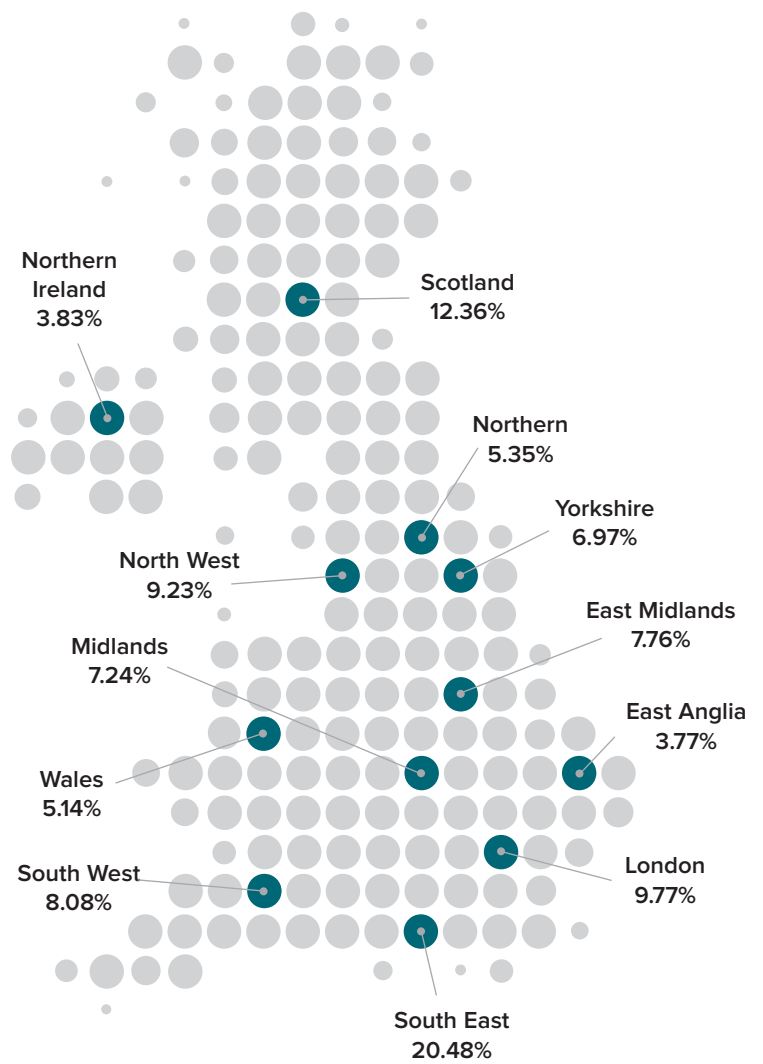 Northern
Ireland
3.83%
Scotland
12.36%
Northern
5.35%
Yorkshire
6.97%
North West
9.23%
East Midlands
7.76%
Midlands
7.24%
East Anglia
3.77%
Wales
5.14%
London
9.77%
South West
8.08%
South East
20.48%